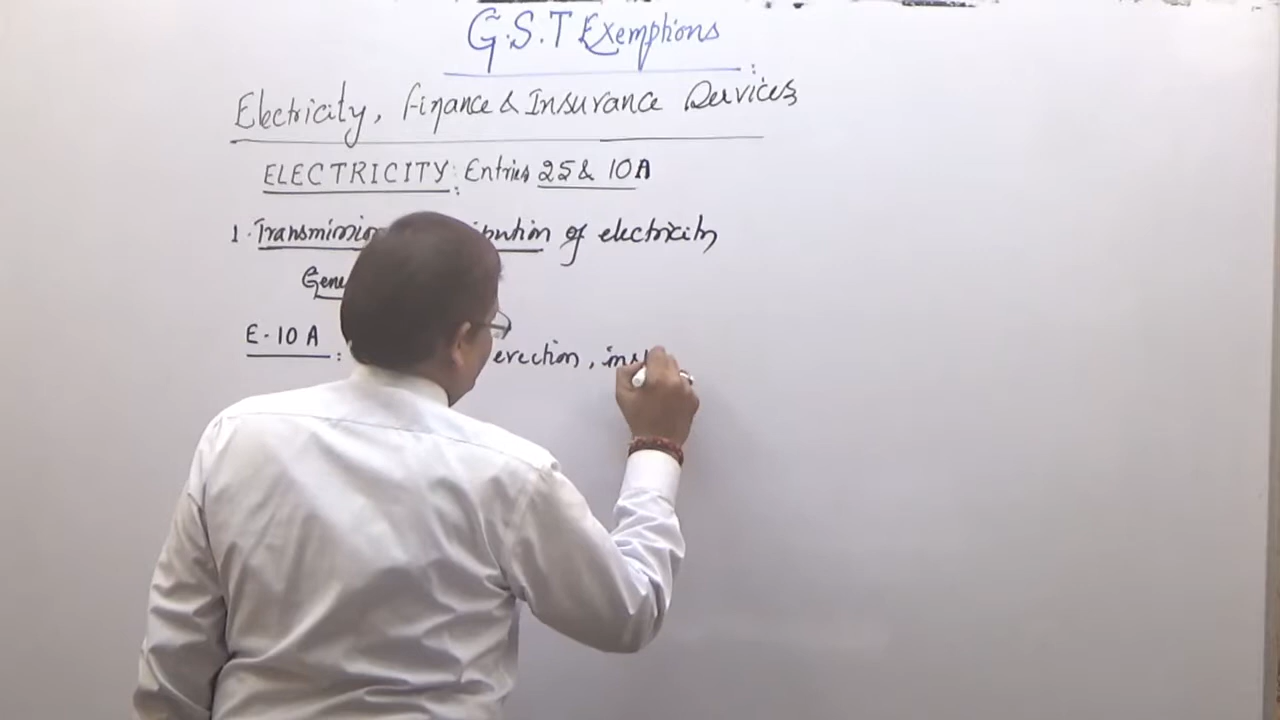 G.S.T Exemptions
Electricity, Finance & Insurance Services
ELECTRICITY: Entries 25 & 10A
1. Transmission of electricity
E-10A : erection,